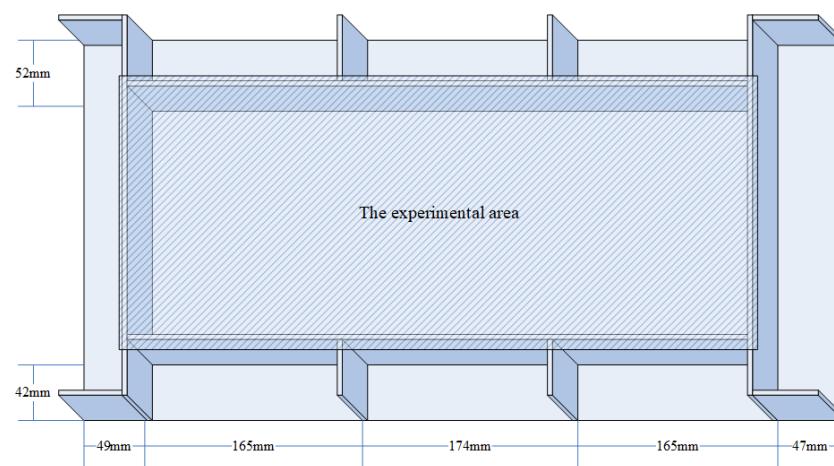 52mm
The experimental area
42mm
49mm
165mm
174mm
165mm
47mm